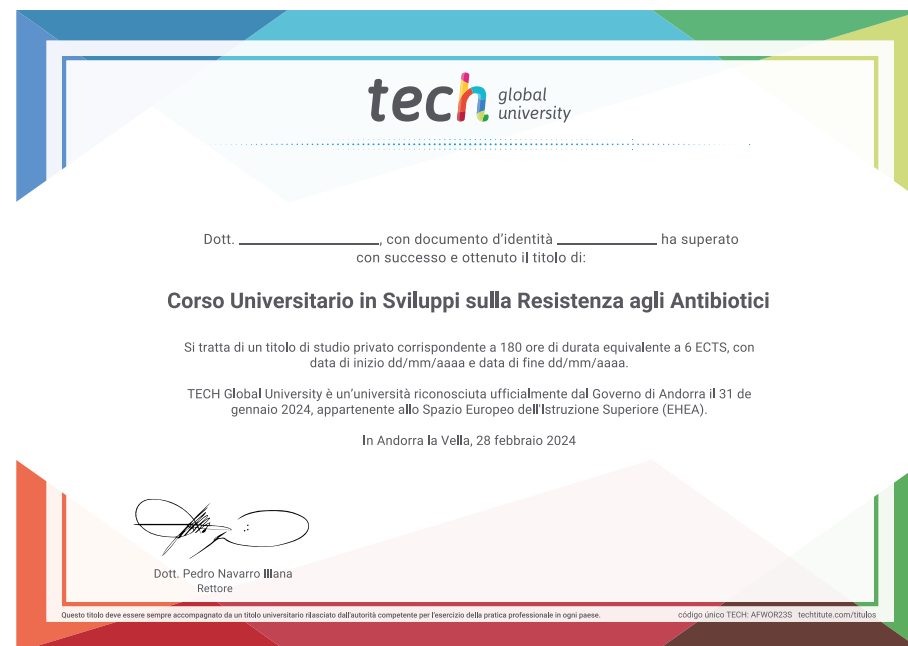 tech global university
Dott. ____________, con documento d'identità ____________ ha superato
con successo e ottenuto il titolo di:
Corso Universitario in Sviluppi sulla Resistenza agli Antibiotici
Si tratta di un titolo di studio privato corrispondente a 180 ore di durata equivalente a 6 ECTS, con
data di inizio dd/mm/aaaa e data di fine dd/mm/aaaa.
TECH Global University è un'università riconosciuta ufficialmente dal Governo di Andorra il 31 de
gennaio 2024, appartenente allo Spazio Europeo dell'Istruzione Superiore (EHEA).
In Andorra la Vella, 28 febbraio 2024
Dott. Pedro Navarro Illana
Rettore
Questo titolo deve essere sempre accompagnato da un titolo universitario rilasciato dall'autorità competente per l'esercizio della pratica professionale in ogni paese.
código único TECH: AFWOR23S techtitute.com/titulos